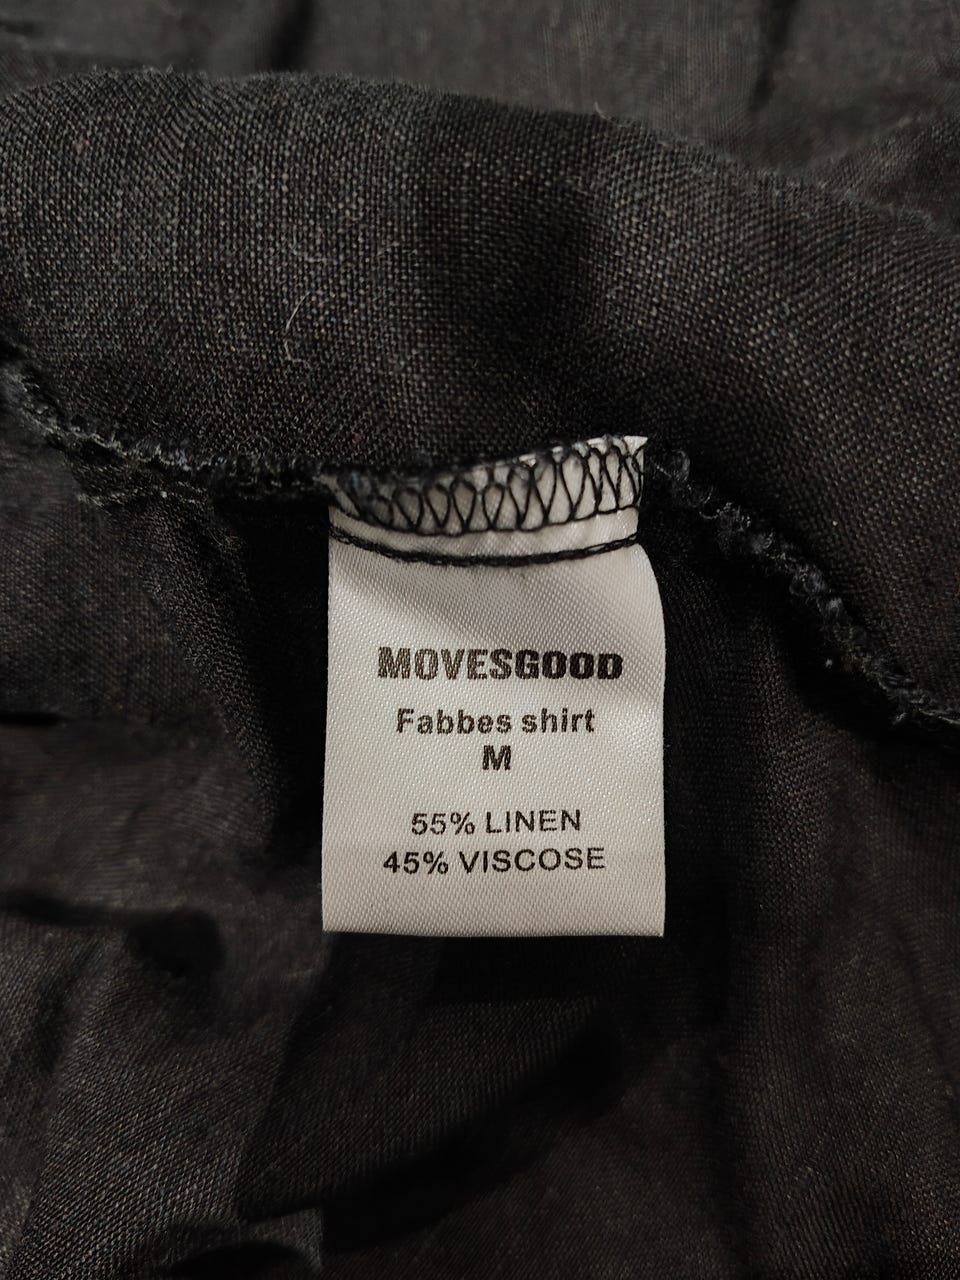 MOVESGOOD
Fabbes shirt
M
55% LINEN
45% VISCOSE